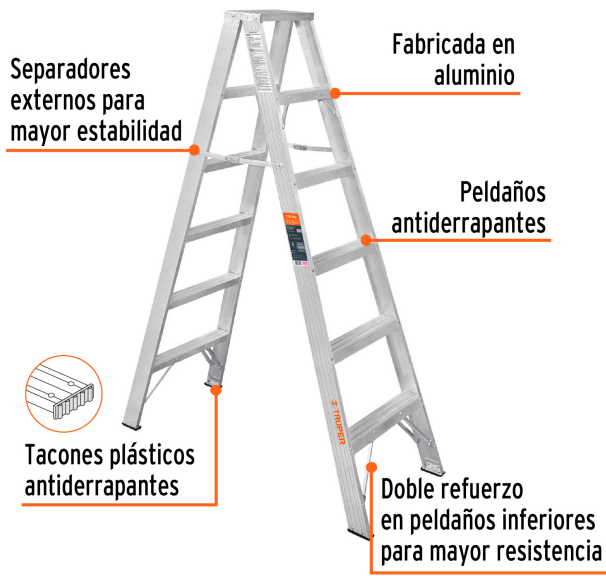 Separadores
externos para
mayor estabilidad
Fabricada en
aluminio
Peldaños
antiderrapantes
TRUPER
Tacones plásticos
antiderrapantes
Doble refuerzo
en peldaños inferiores
para mayor resistencia